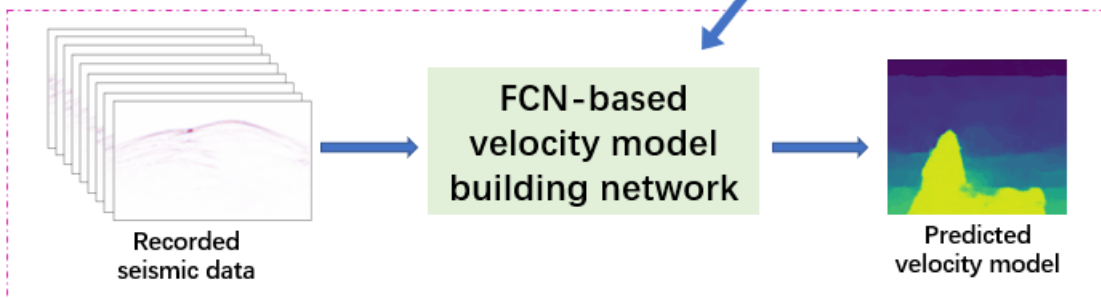 FCN-based
velocity model
building network
Recorded
seismic data
Predicted
velocity model